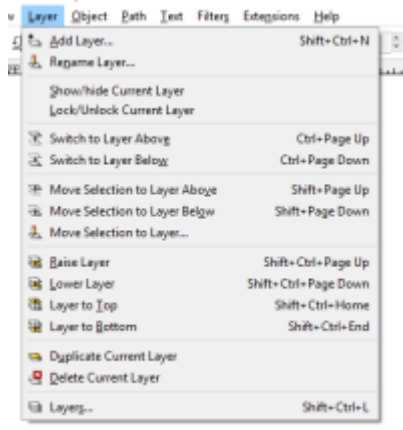 w Layer Object Path Text Filters Extensions Help
Add Layer... Shift+Ctrl+N
Rename Layer...
Show/hide Current Layer
Lock/Unlock Current Layer
Switch to Layer Above Ctrl+Page Up
Switch to Layer Below Ctrl+Page Down
Move Selection to Layer Above Shift+Page Up
Move Selection to Layer Below Shift+Page Down
Move Selection to Layer...
Raise Layer Shift+Ctrl+Page Up
Lower Layer Shift+Ctrl+Page Down
Layer to Top Shift+Ctrl+Home
Layer to Bottom Shift+Ctrl+End
Duplicate Current Layer
Delete Current Layer
Layers... Shift+Ctrl+L